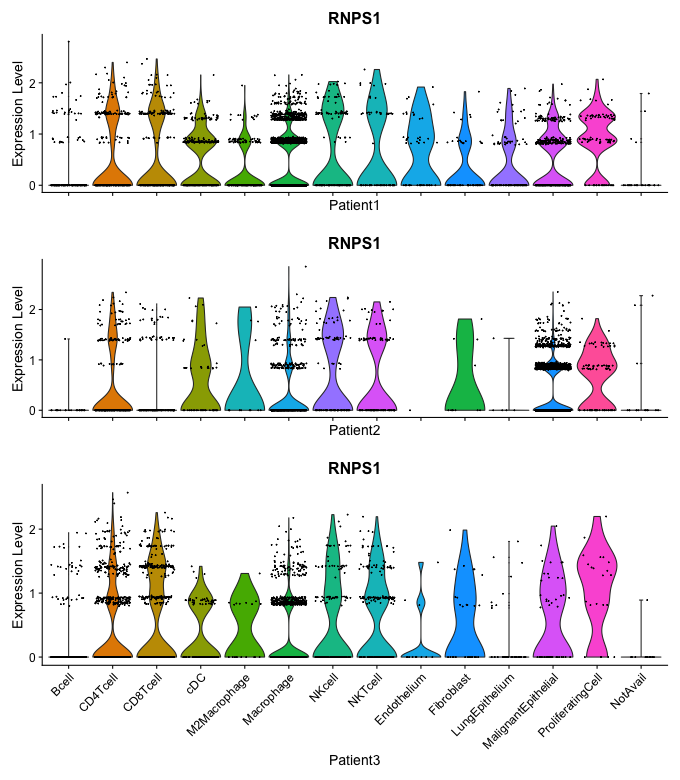 RNPS1
Expression Level
2
1
0
Patient1
RNPS1
Expression Level
2
1
0
Patient2
RNPS1
Expression Level
2
1
0
Bcell
CD4Tcell
CD8Tcell
cDC
M2Macrophage
Macrophage
NKcell
NKTcell
Endothelium
Fibroblast
LungEpithelium
MalignantEpithelial
ProliferatingCell
NotAvail
Patient3